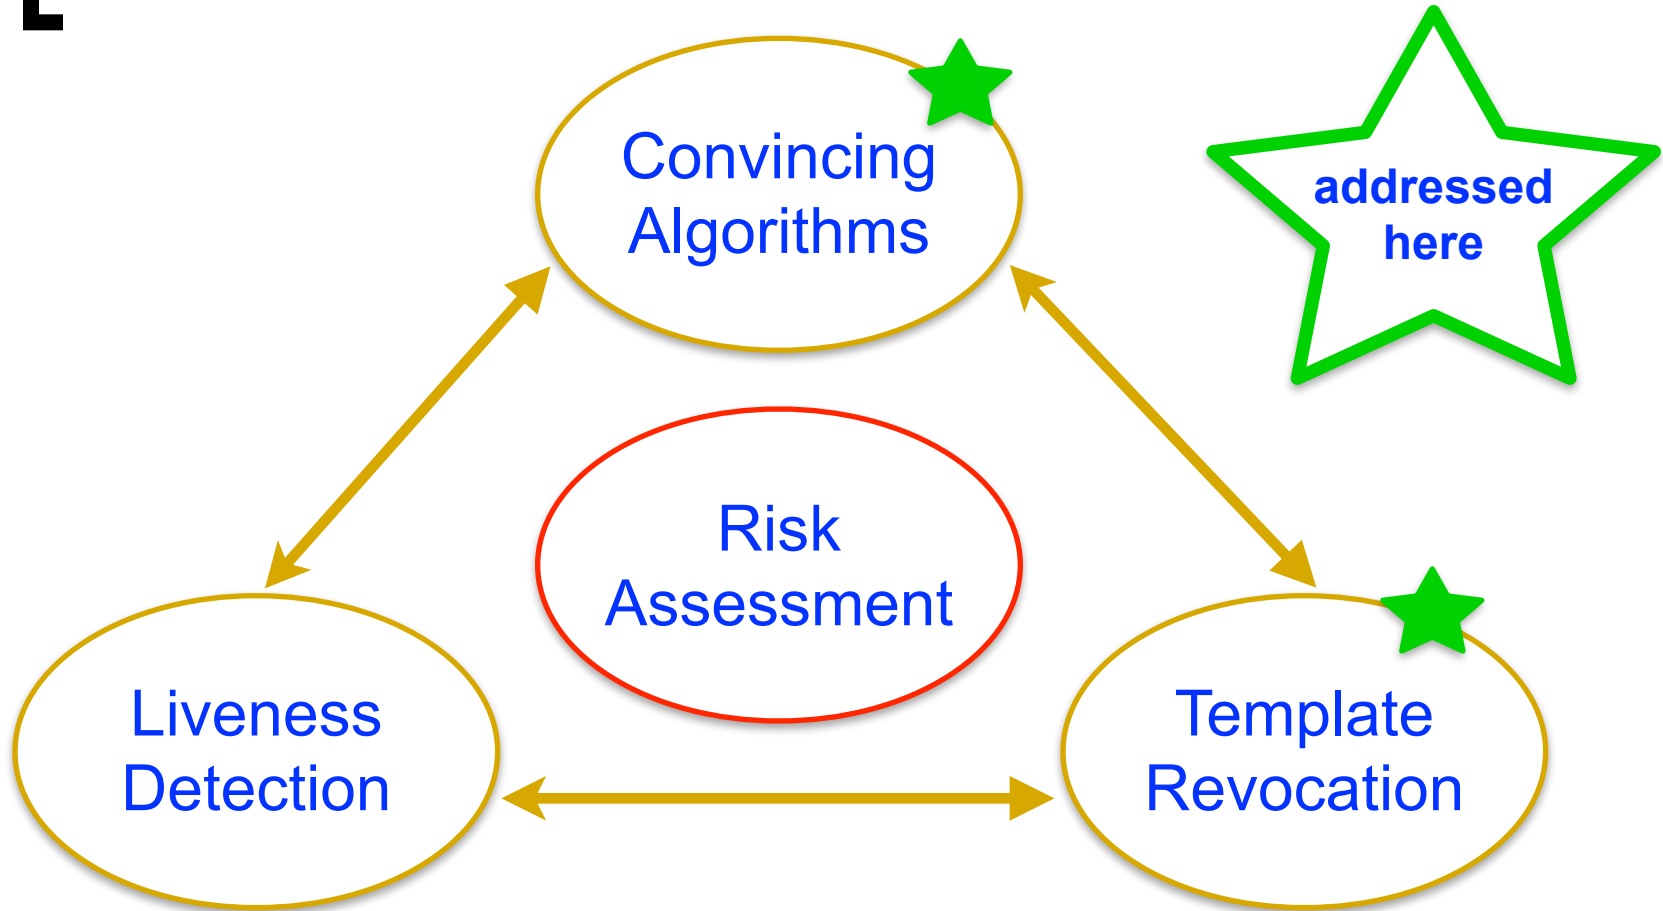 Convincing
Algorithms
addressed
here
Risk
Assessment
Liveness
Detection
Template
Revocation